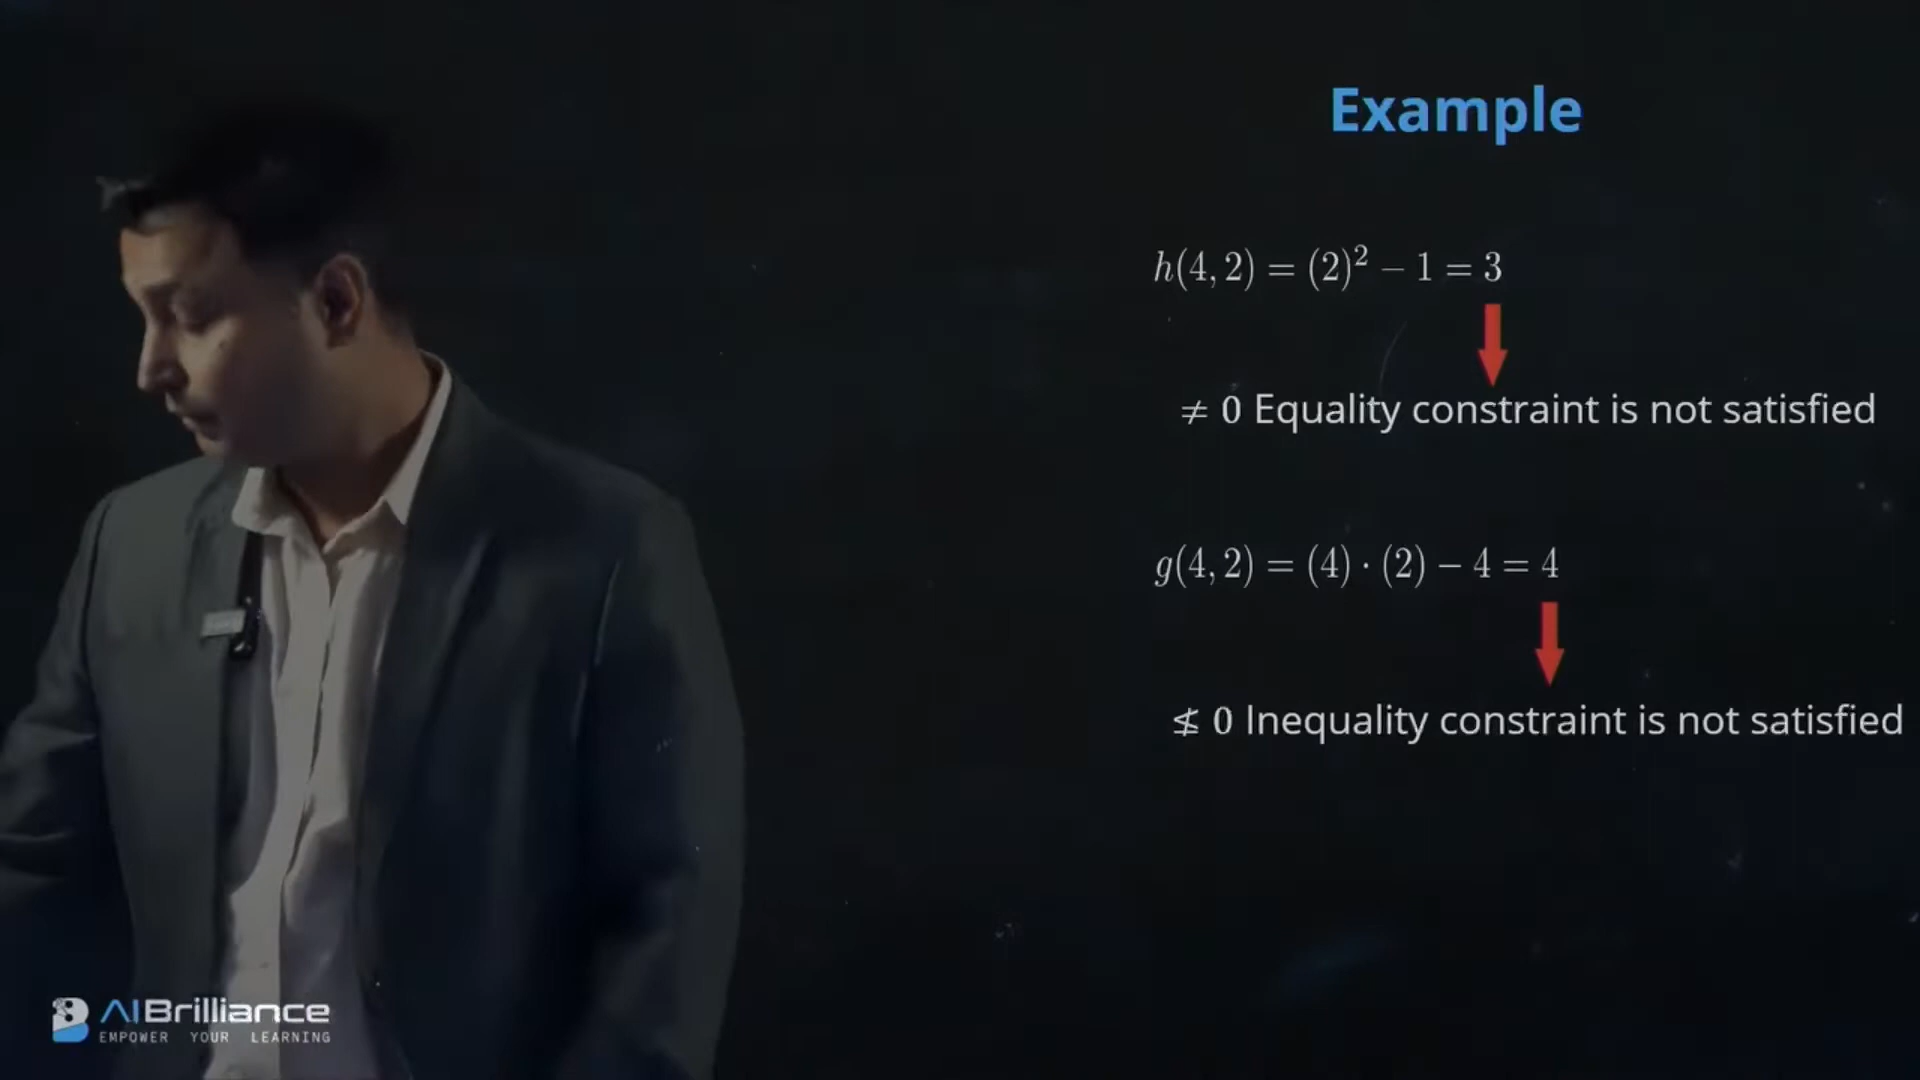 Example
h(4, 2) = (2)² − 1 = 3
≠ 0 Equality constraint is not satisfied
g(4, 2) = (4) · (2) − 4 = 4
≰ 0 Inequality constraint is not satisfied
AIBrilliance
EMPOWER YOUR LEARNING